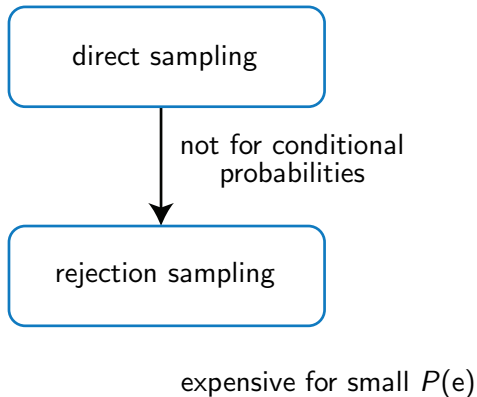 direct sampling
not for conditional
probabilities
rejection sampling
expensive for small P(e)